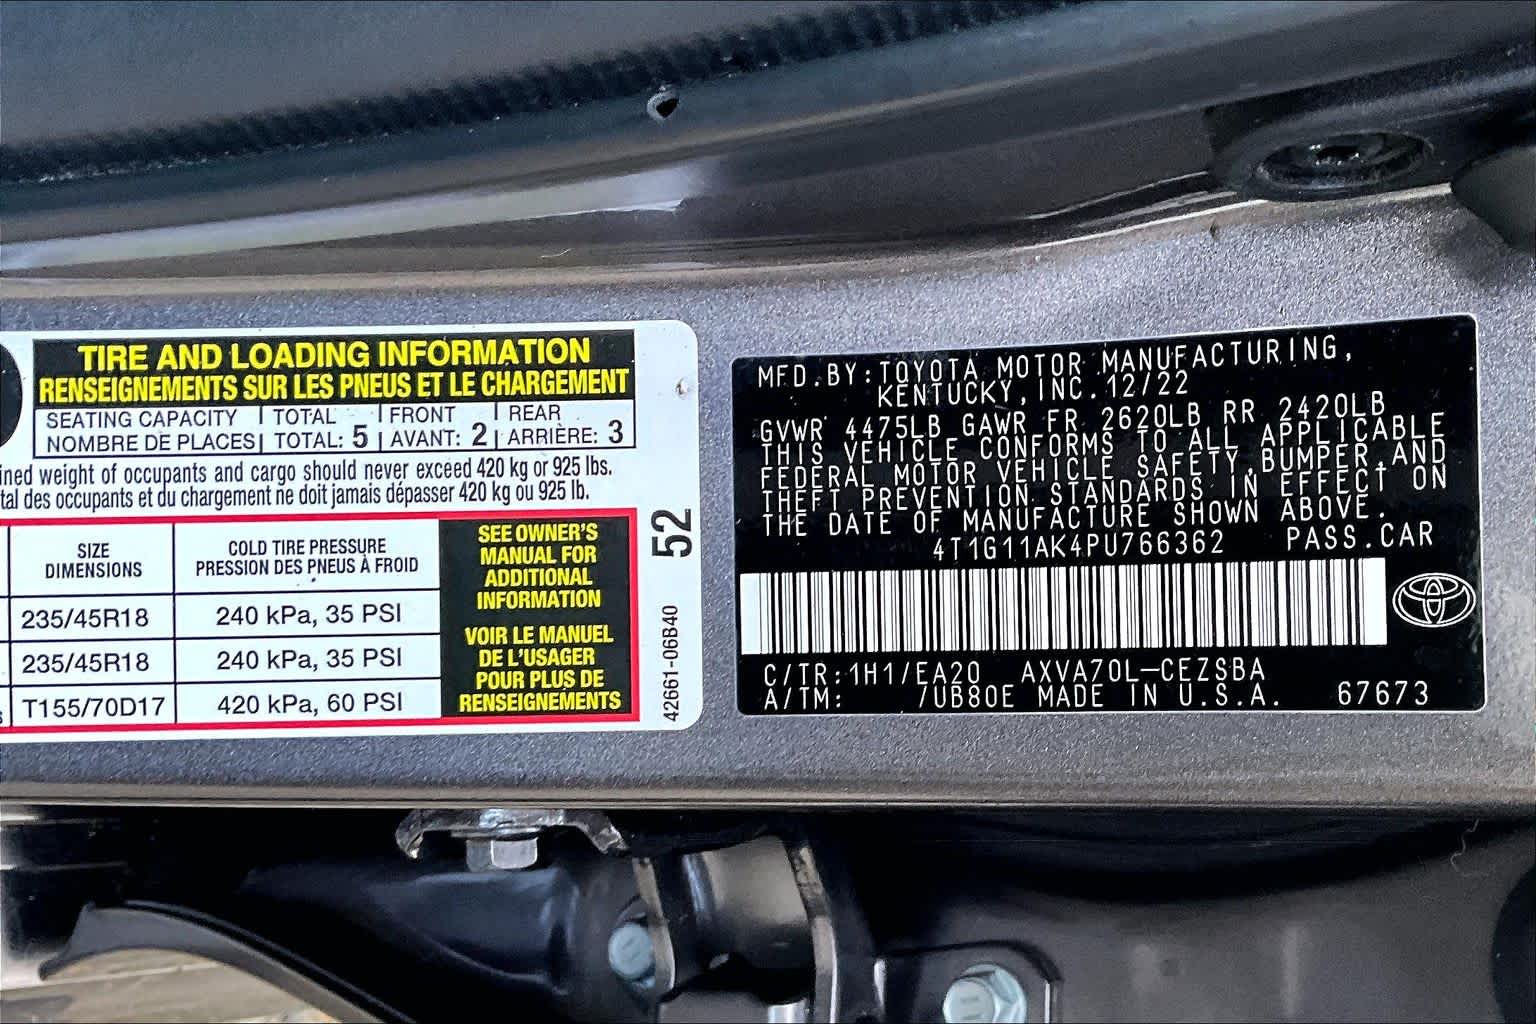 TIRE AND LOADING INFORMATION
RENSEIGNEMENTS SUR LES PNEUS ET LE CHARGEMENT
SEATING CAPACITY TOTAL FRONT REAR
NOMBRE DE PLACES TOTAL: 5 AVANT: 2 ARRIÈRE: 3
ined weight of occupants and cargo should never exceed 420 kg or 925 lbs.
tal des occupants et du chargement ne doit jamais dépasser 420 kg ou 925 lb.
SIZE
DIMENSIONS
COLD TIRE PRESSURE
PRESSION DES PNEUS À FROID
235/45R18 240 kPa, 35 PSI
235/45R18 240 kPa, 35 PSI
T155/70D17 420 kPa, 60 PSI
SEE OWNER'S
MANUAL FOR
ADDITIONAL
INFORMATION
VOIR LE MANUEL
DE L'USAGER
POUR PLUS DE
RENSEIGNEMENTS
52
42661-06B40
MFD.BY:TOYOTA MOTOR MANUFACTURING,
KENTUCKY,INC.12/22
GVWR 4475LB GAWR FR 2620LB RR 2420LB
THIS VEHICLE CONFORMS TO ALL APPLICABLE
FEDERAL MOTOR VEHICLE SAFETY,BUMPER,AND
THEFT PREVENTION STANDARDS IN EFFECT ON
THE DATE OF MANUFACTURE SHOWN ABOVE.
4T1G11AK4PU766362 PASS.CAR
C/TR:1H1/EA20 AXVA70L-CEZSBA
A/TM: /UB80E MADE IN U.S.A. 67673